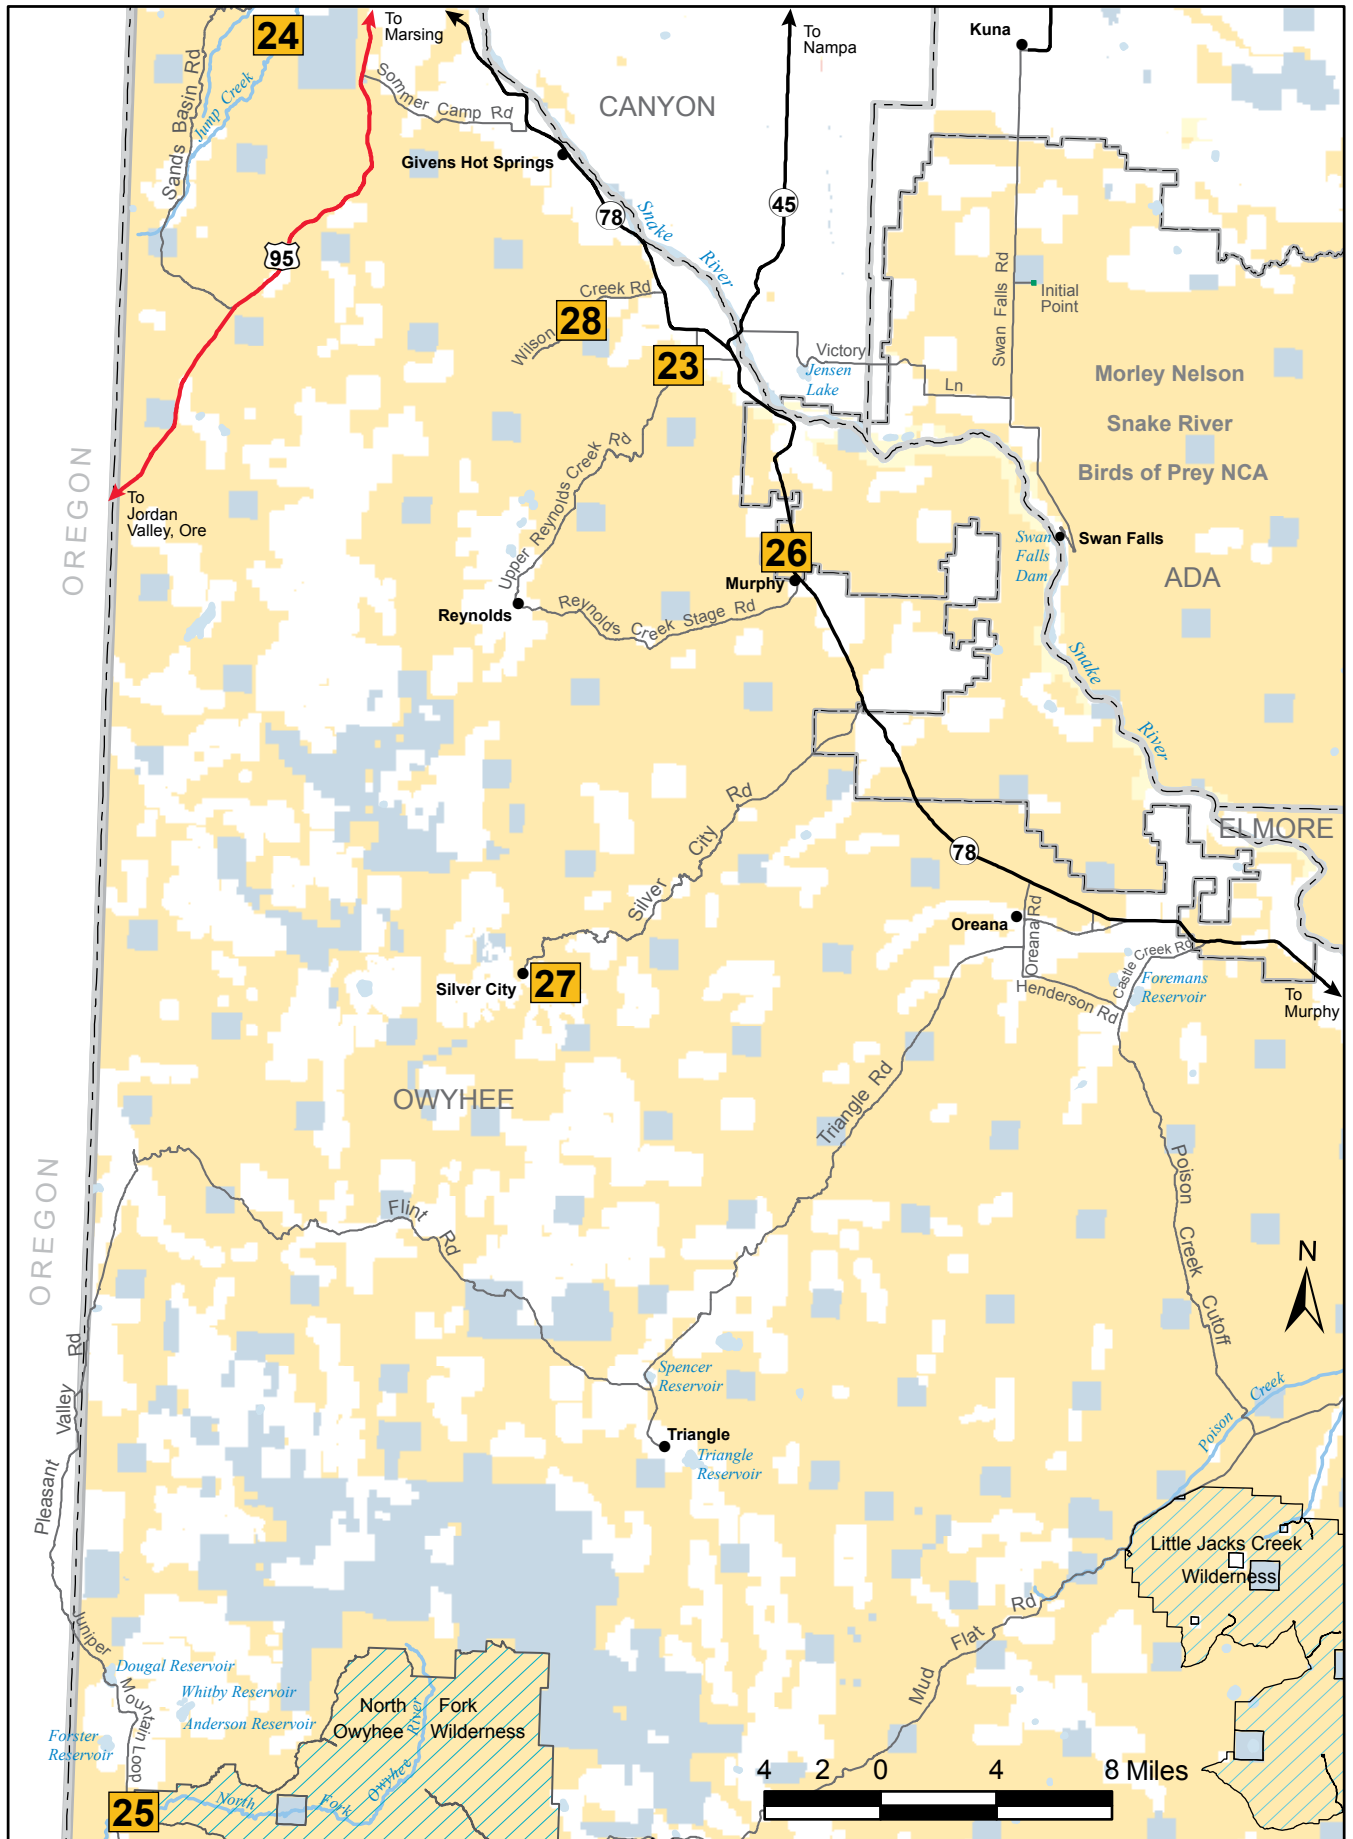 24
To
Marsing
To
Nampa
Kuna
Sands Basin Rd
Jump Creek
Sommer Camp Rd
CANYON
Givens Hot Springs
78
Snake
River
45
95
Swan Falls Rd
Initial
Point
Creek Rd
28
Wilson
23
Victory
Jensen
Lake
Ln
Morley Nelson
Snake River
Birds of Prey NCA
OREGON
To
Jordan
Valley, Ore
Upper Reynolds Creek Rd
26
Swan
Falls
Dam
Swan Falls
ADA
Murphy
Reynolds
Reynolds Creek Stage Rd
Snake
River
Silver City Rd
ELMORE
78
Oreana
Oreana Rd
Castle Creek Rd
Silver City
27
Henderson Rd
Foremans
Reservoir
To
Murphy
OWYHEE
Triangle Rd
OREGON
Poison Creek Cutoff
Flint Rd
N
Pleasant Valley Rd
Spencer
Reservoir
Triangle
Triangle
Reservoir
Poison Creek
Little Jacks Creek
Wilderness
Mud Flat Rd
Juniper Mountain Loop
Dougal Reservoir
Whitby Reservoir
Anderson Reservoir
Forster
Reservoir
North Fork
Owyhee Wilderness
North Fork Owyhee River
25
4 2 0 4 8 Miles